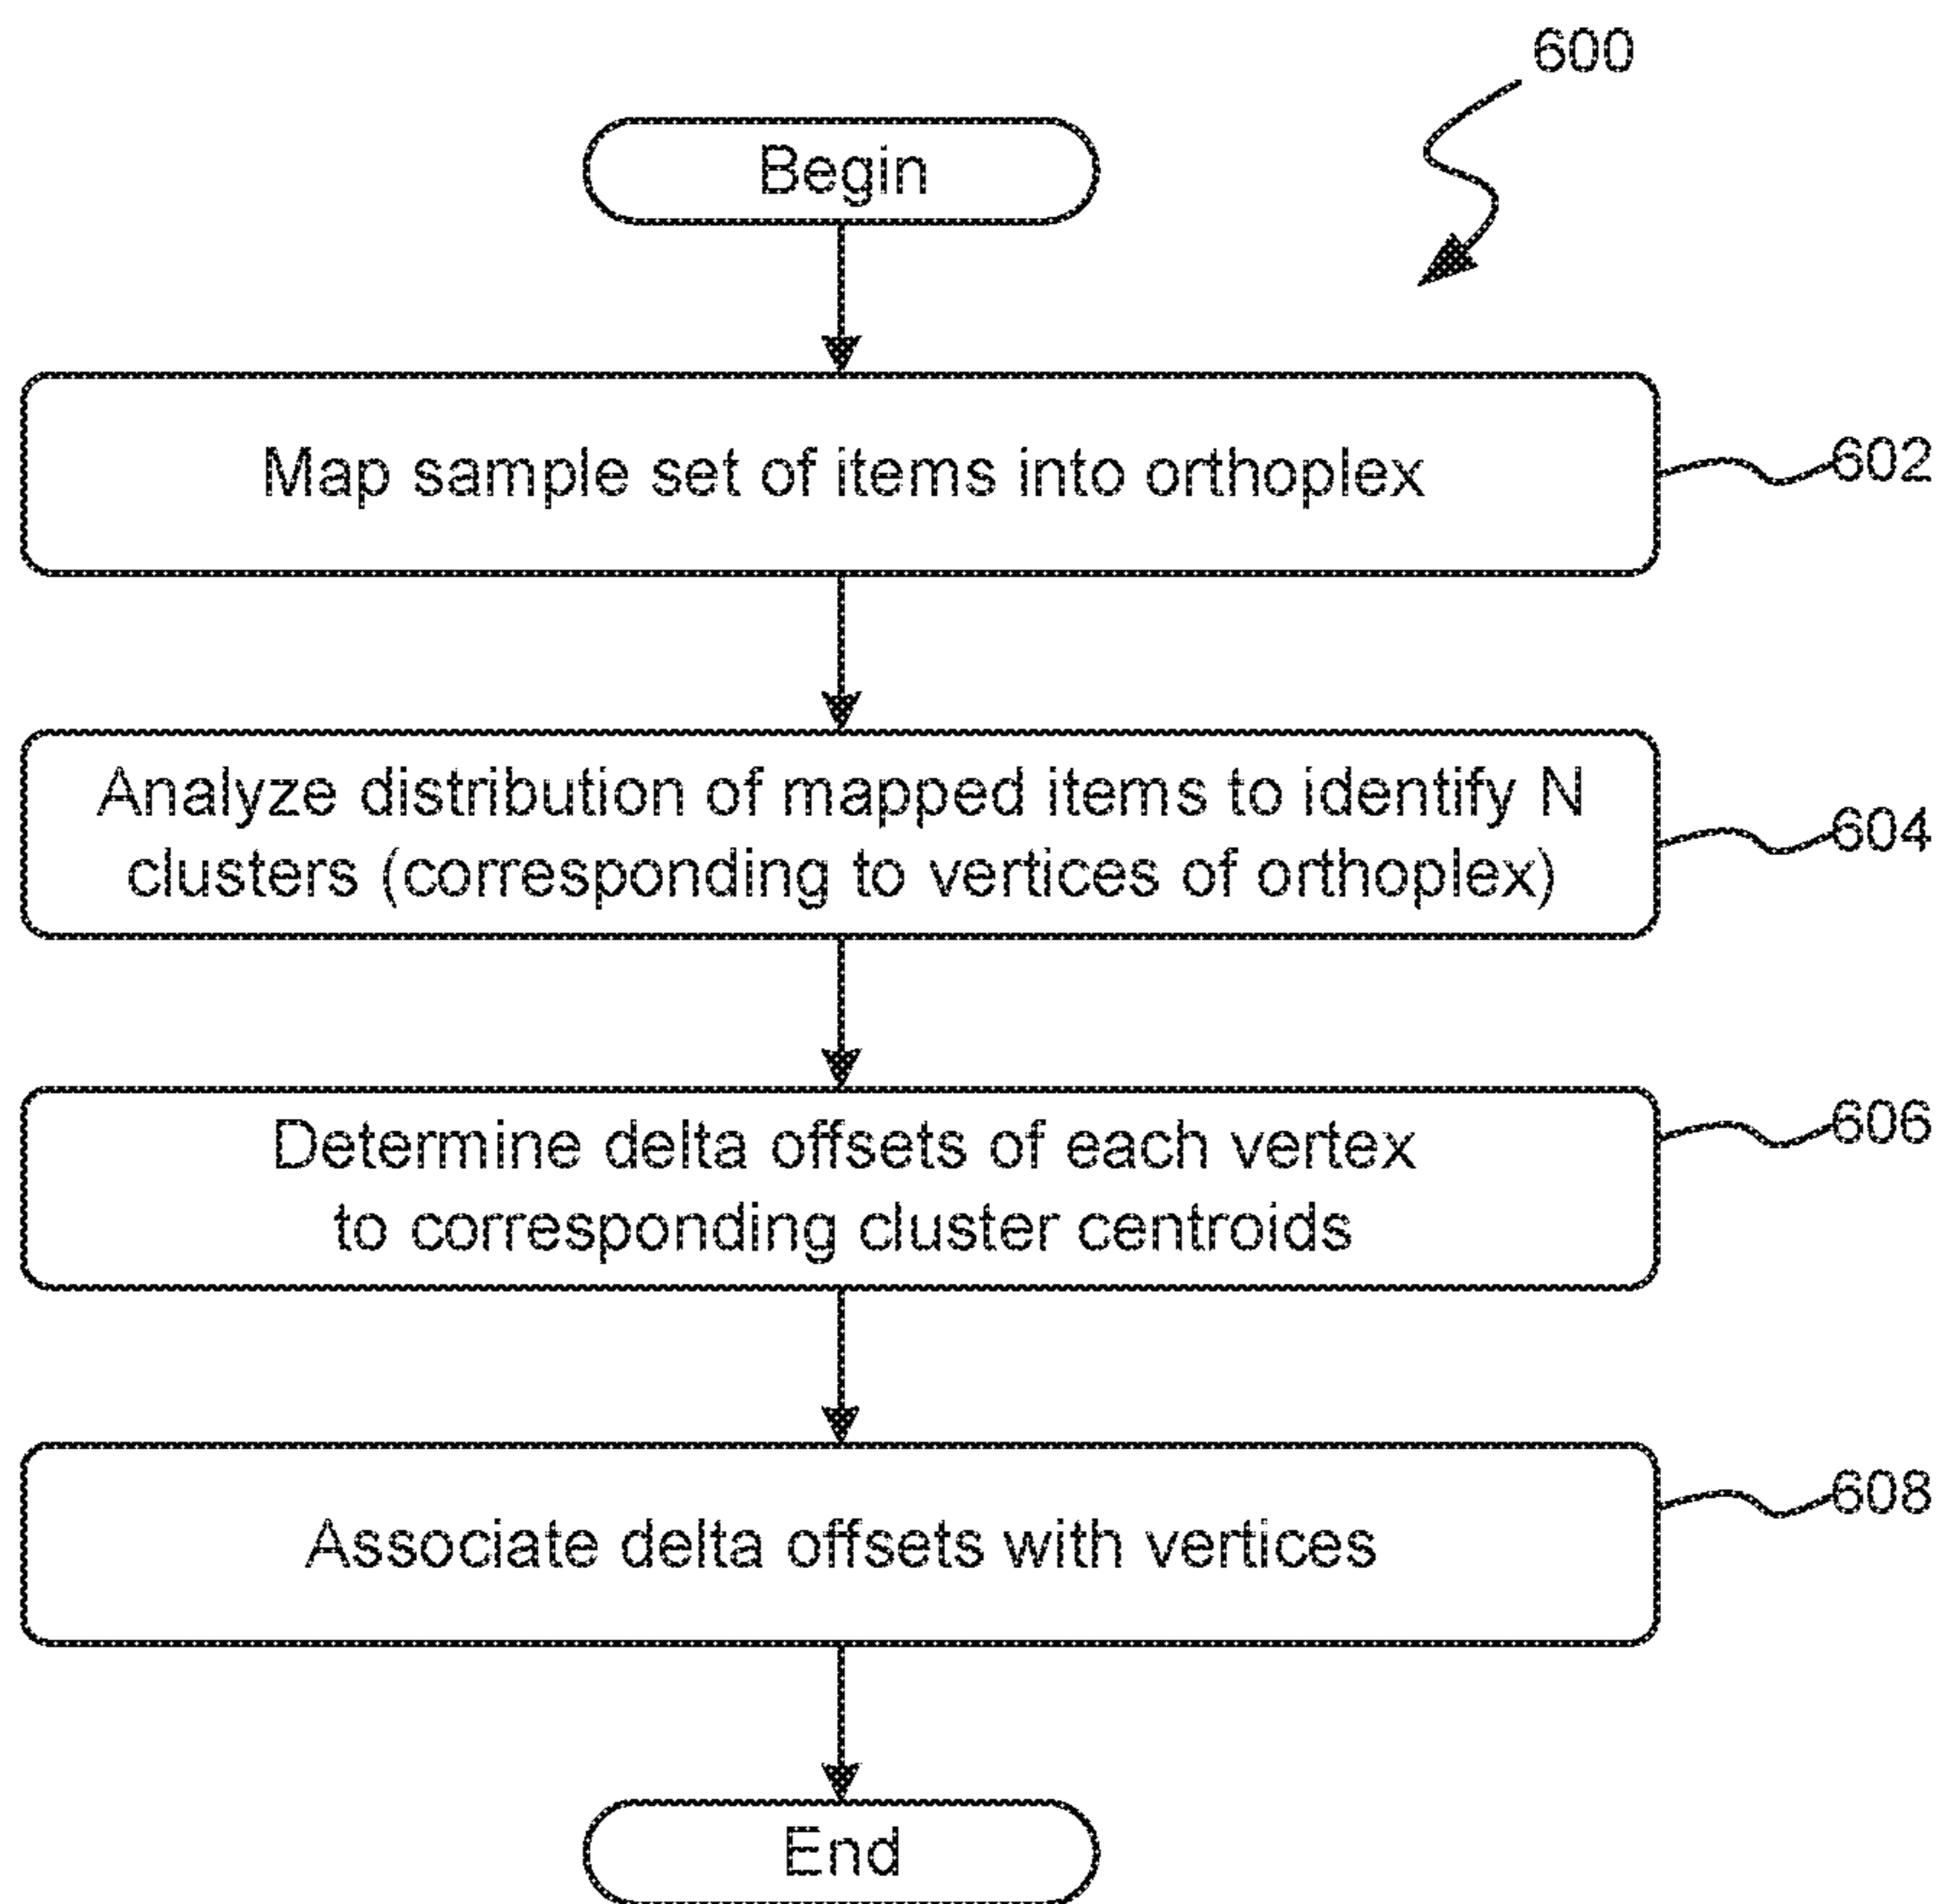 600
Begin
Map sample set of items into orthoplex
602
Analyze distribution of mapped items to identify N
clusters (corresponding to vertices of orthoplex)
604
Determine delta offsets of each vertex
to corresponding cluster centroids
606
Associate delta offsets with vertices
608
End